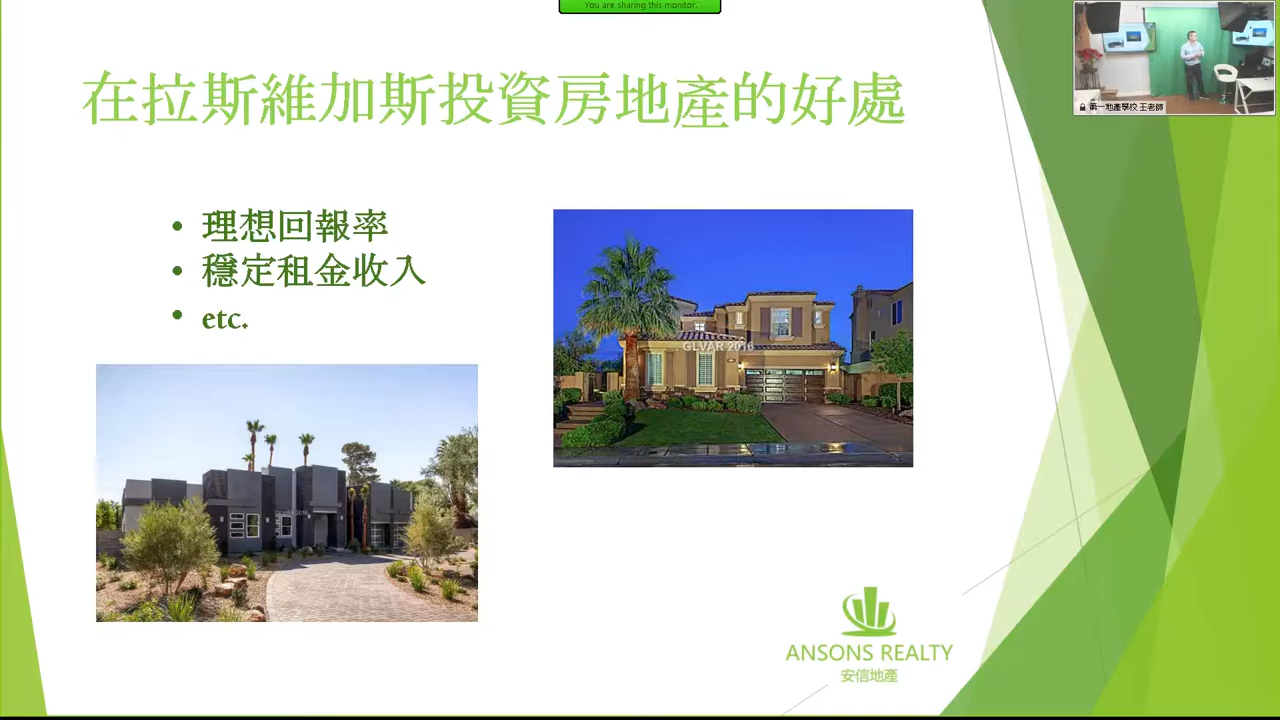 You are sharing this monitor.
第一地產學校 王老師
在拉斯維加斯投資房地產的好處
• 理想回報率
• 穩定租金收入
• etc.
GLVAR 2016
GLVAR 2016
ANSONS REALTY
安信地產